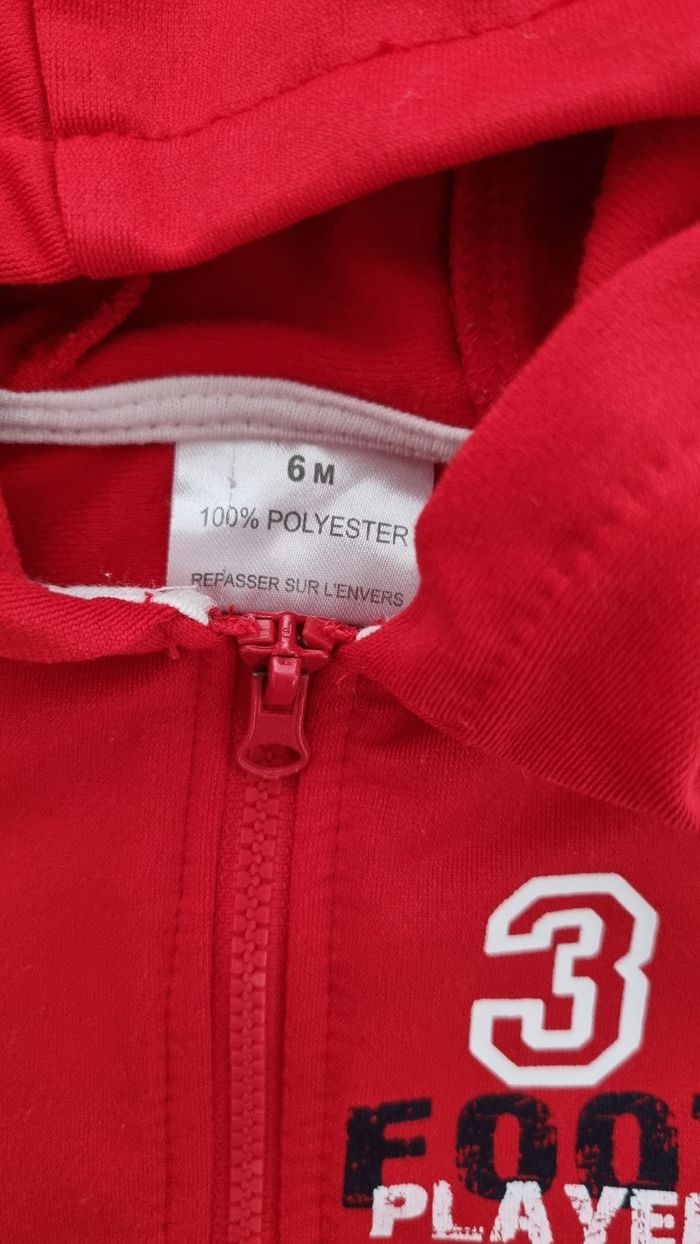 6 M
100% POLYESTER
REPASSER SUR L'ENVERS
3